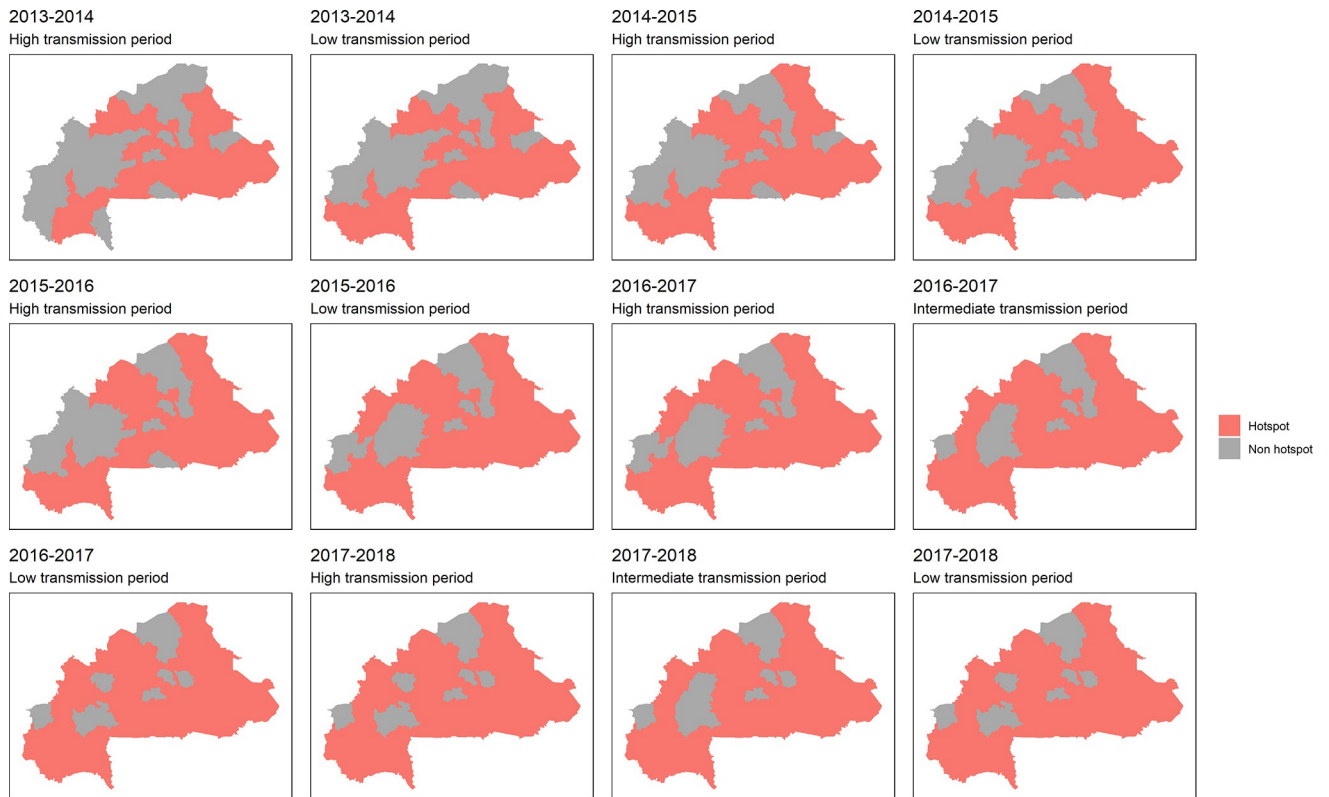 2013-2014
High transmission period
2013-2014
Low transmission period
2014-2015
High transmission period
2014-2015
Low transmission period
2015-2016
High transmission period
2015-2016
Low transmission period
2016-2017
High transmission period
2016-2017
Intermediate transmission period
Hotspot
Non hotspot
2016-2017
Low transmission period
2017-2018
High transmission period
2017-2018
Intermediate transmission period
2017-2018
Low transmission period